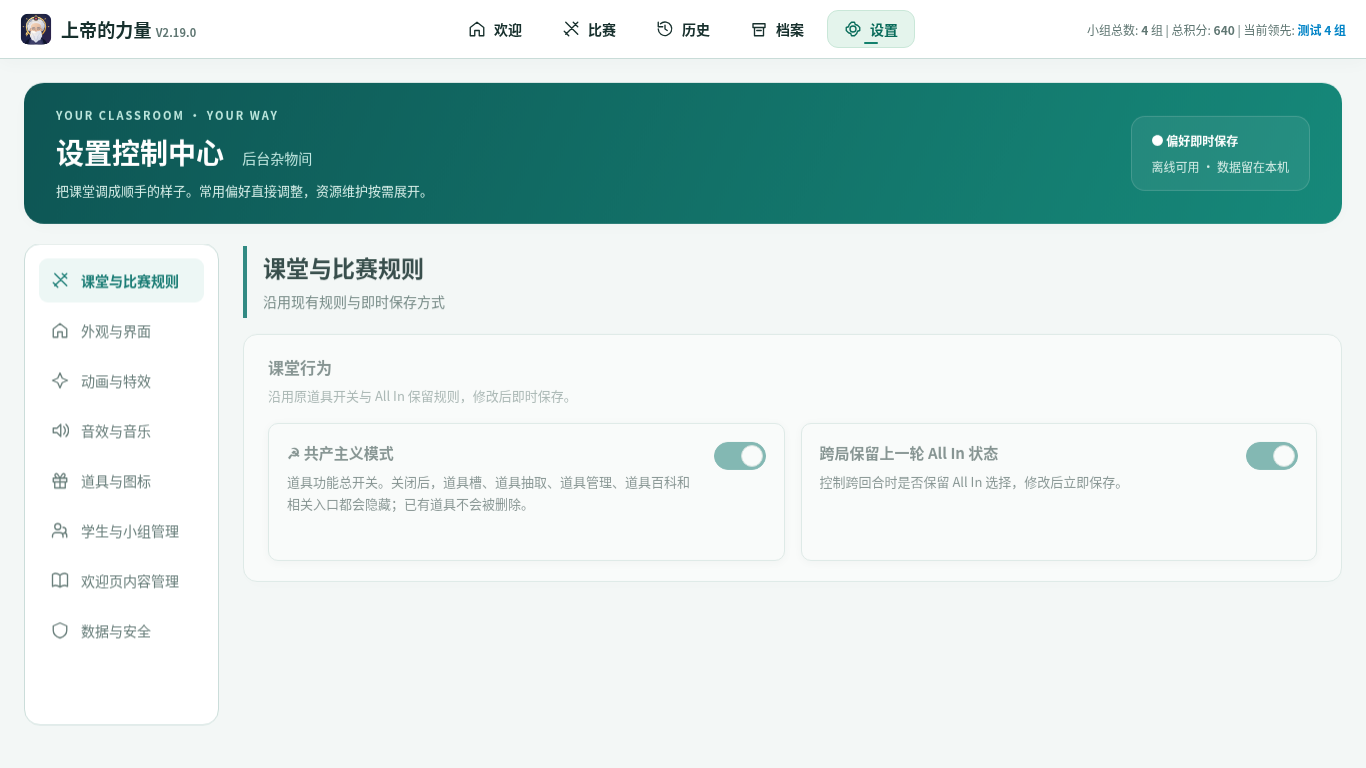 上帝的力量 V2.19.0
欢迎
比赛
历史
档案
设置
小组总数: 4 组 | 总积分: 640 | 当前领先: 测试 4 组
YOUR CLASSROOM · YOUR WAY
设置控制中心 后台杂物间
把课堂调成顺手的样子。常用偏好直接调整，资源维护按需展开。
偏好即时保存
离线可用 · 数据留在本机
课堂与比赛规则
外观与界面
动画与特效
音效与音乐
道具与图标
学生与小组管理
欢迎页内容管理
数据与安全
课堂与比赛规则
沿用现有规则与即时保存方式
课堂行为
沿用原道具开关与 All In 保留规则，修改后即时保存。
☭ 共产主义模式
道具功能总开关。关闭后，道具槽、道具抽取、道具管理、道具百科和
相关入口都会隐藏；已有道具不会被删除。
跨局保留上一轮 All In 状态
控制跨回合时是否保留 All In 选择，修改后立即保存。